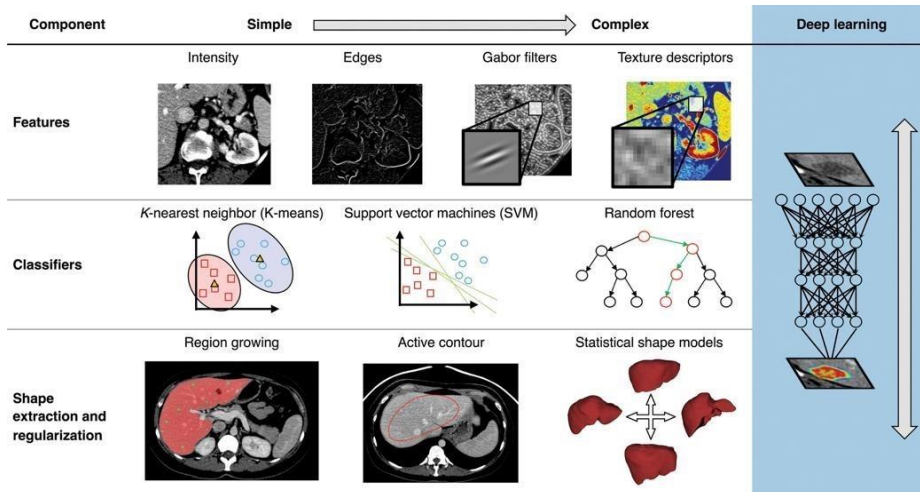 Component
Simple
Complex
Deep learning
Intensity
Edges
Gabor filters
Texture descriptors
Features
K-nearest neighbor (K-means)
Support vector machines (SVM)
Random forest
Classifiers
Region growing
Active contour
Statistical shape models
Shape
extraction and
regularization